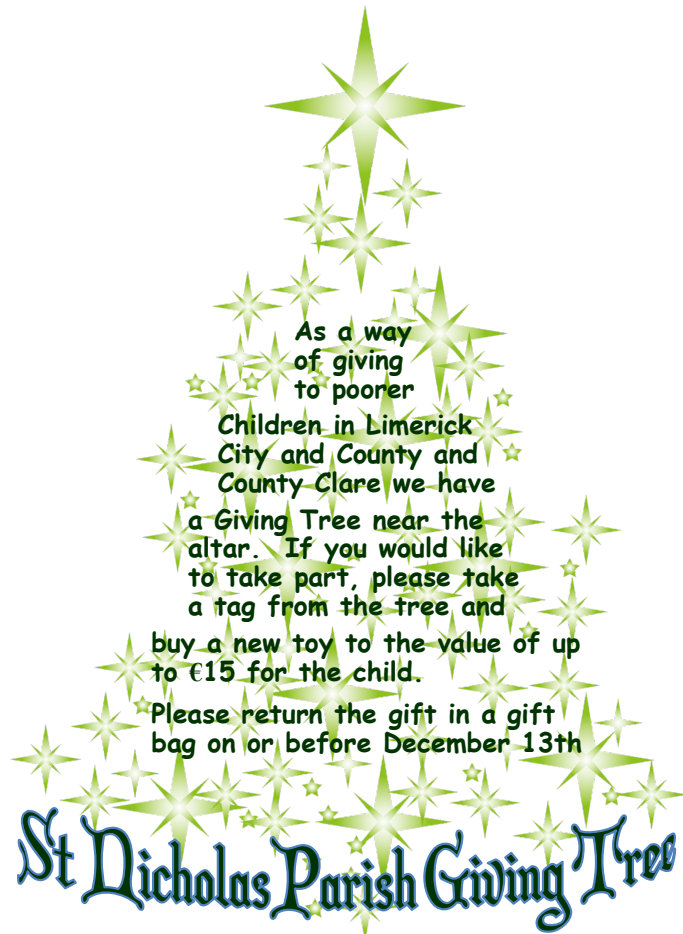 As a way
of giving
to poorer
Children in Limerick
City and County and
County Clare we have
a Giving Tree near the
altar.  If you would like
to take part, please take
a tag from the tree and
buy a new toy to the value of up
to €15 for the child.
Please return the gift in a gift
bag on or before December 13th
St Nicholas Parish Giving Tree